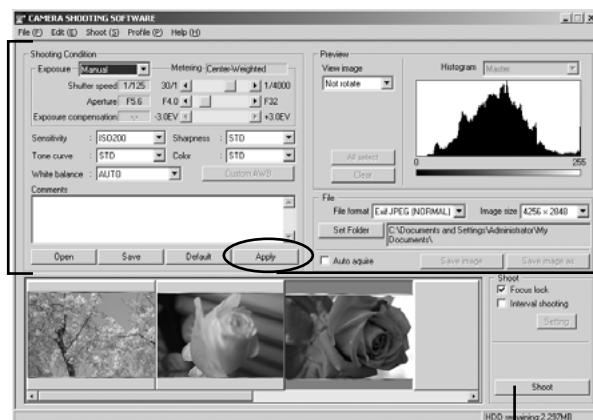 CAMERA SHOOTING SOFTWARE
File (F) Edit (E) Shoot (S) Profile (P) Help (H)
Shooting Condition
Exposure Manual Metering Center-Weighted
Shutter speed 1/125 30/1 1/4000
Aperture F5.6 F4.0 F32
Exposure compensation -3.0EV +3.0EV
Sensitivity : ISO200 Sharpness : STD
Tone curve : STD Color : STD
White balance : AUTO Custom AWB
Comments
Open Save Default Apply
Preview
View image Histogram Master
Not rotate
All select
Clear
0 255
File
File format Exif JPEG (NORMAL) Image size 4256 × 2848
Set Folder C:\Documents and Settings\Administrator\My
Documents\
Auto aquire Save image Save image as
Shoot
Focus lock
Interval shooting
Setting
Shoot
HDD remaining:2.297MB